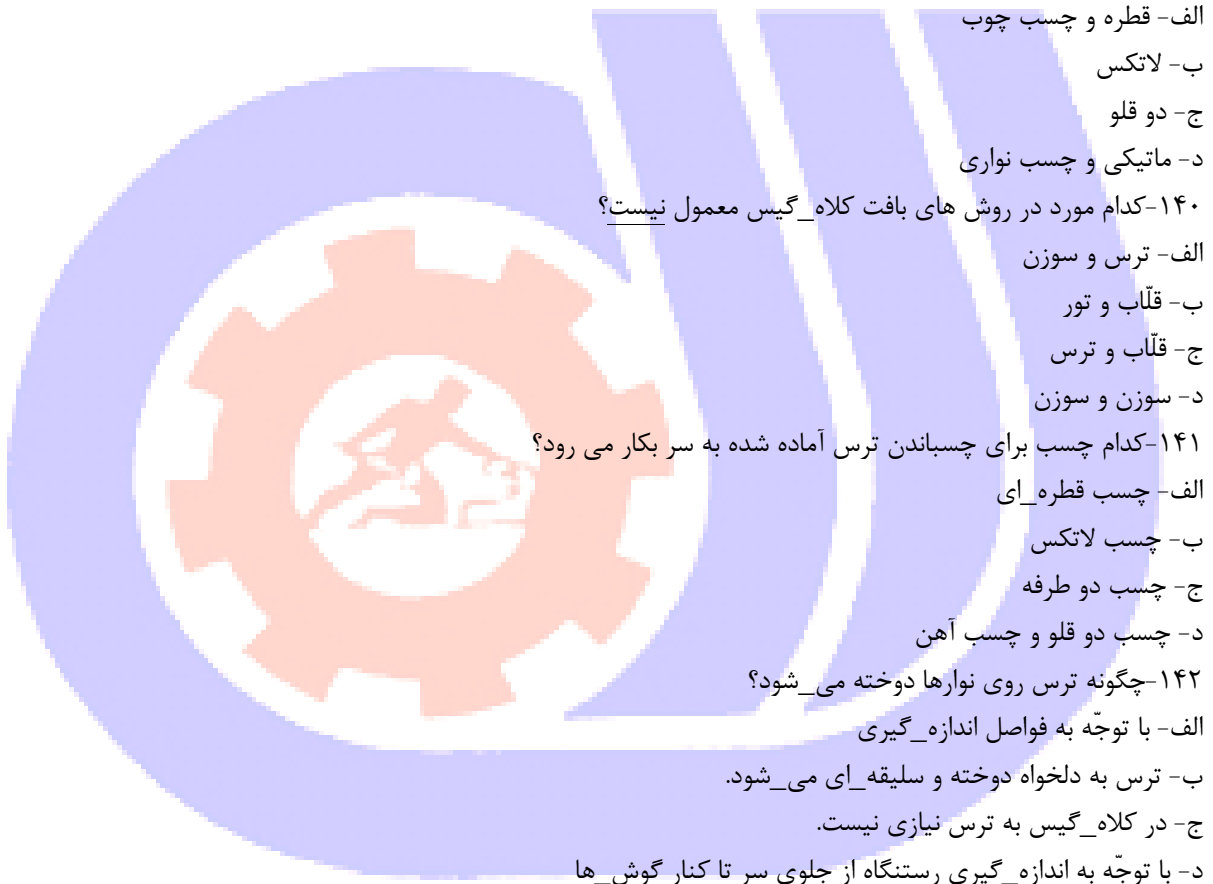 الف- قطره و چسب چوب
ب- لاتکس
ج- دو قلو
د- ماتیکی و چسب نواری
۱۴۰-کدام مورد در روش های بافت کلاه_گیس معمول نیست؟
الف- ترس و سوزن
ب- قلّاب و تور
ج- قلّاب و ترس
د- سوزن و سوزن
۱۴۱-کدام چسب برای چسباندن ترس آماده شده به سر بکار می رود؟
الف- چسب قطره_ای
ب- چسب لاتکس
ج- چسب دو طرفه
د- چسب دو قلو و چسب آهن
۱۴۲-چگونه ترس روی نوارها دوخته می_شود؟
الف- با توجّه به فواصل اندازه_گیری
ب- ترس به دلخواه دوخته و سلیقه_ای می_شود.
ج- در کلاه_گیس به ترس نیازی نیست.
د- با توجّه به اندازه_گیری رستنگاه از جلوی سر تا کنار گوش_ها